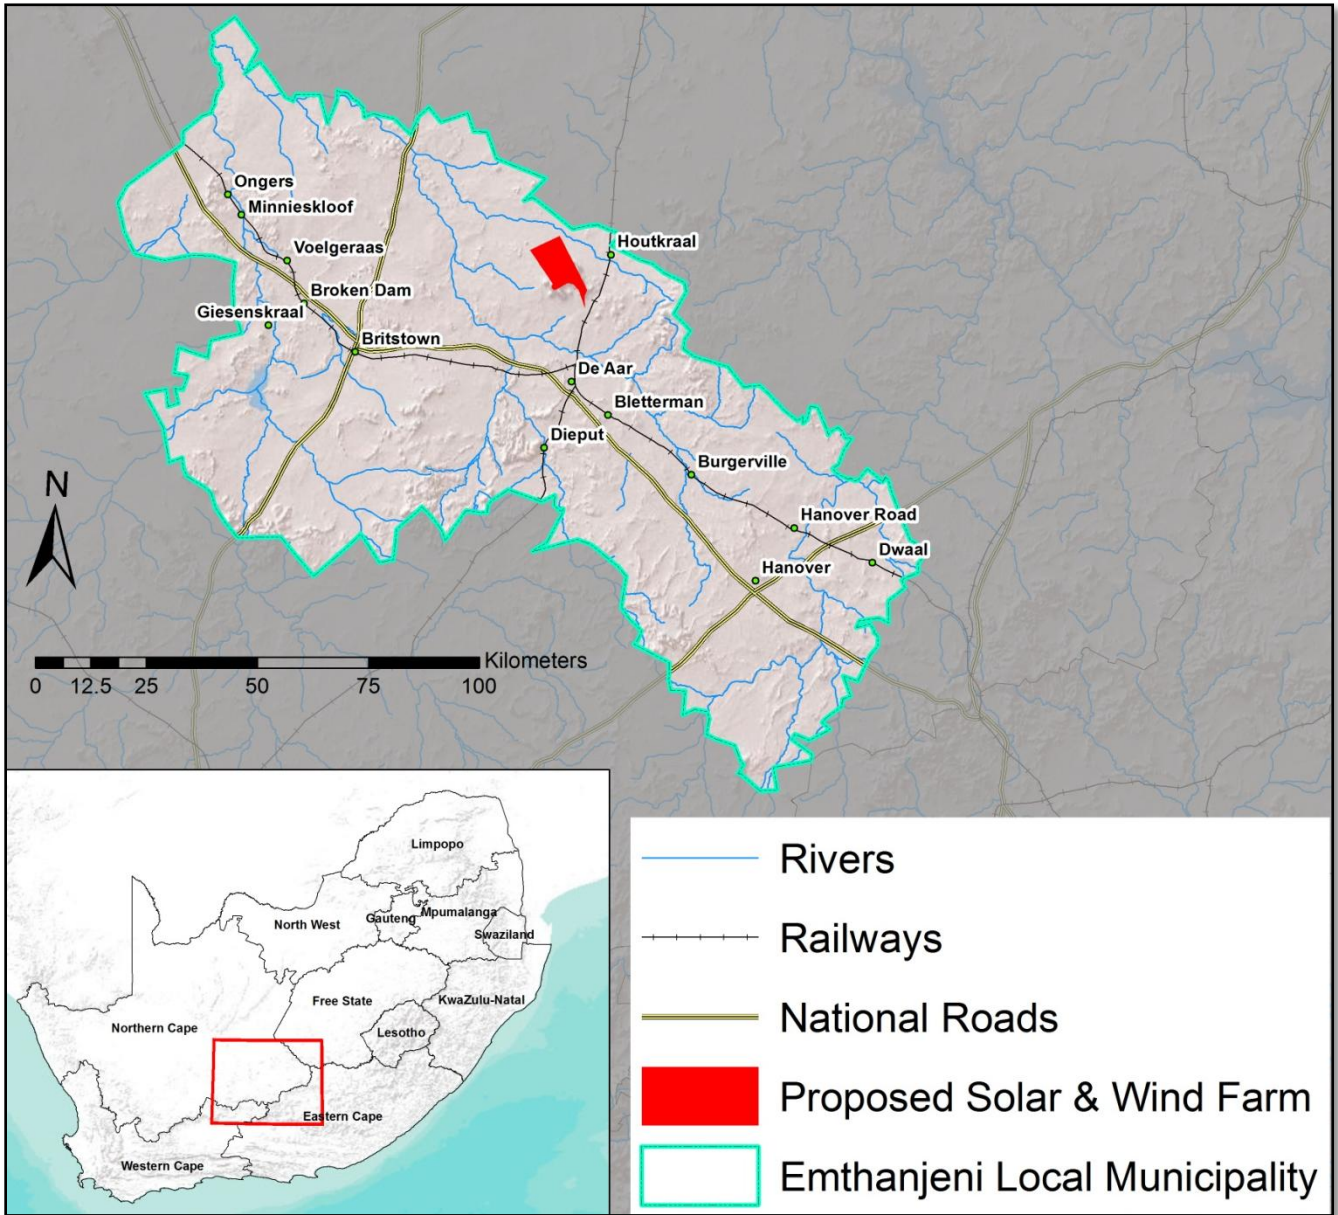 Ongers
Minnieskloof
Voelgeraas
Houtkraal
Broken Dam
Giesenskraal
Britstown
De Aar
Bletterman
Dieput
Burgerville
N
Hanover Road
Dwaal
Hanover
Kilometers
0 12.5 25 50 75 100
Limpopo
North West
Gauteng
Mpumalanga
Swaziland
Free State
KwaZulu-Natal
Northern Cape
Lesotho
Eastern Cape
Western Cape
Rivers
Railways
National Roads
Proposed Solar & Wind Farm
Emthanjeni Local Municipality